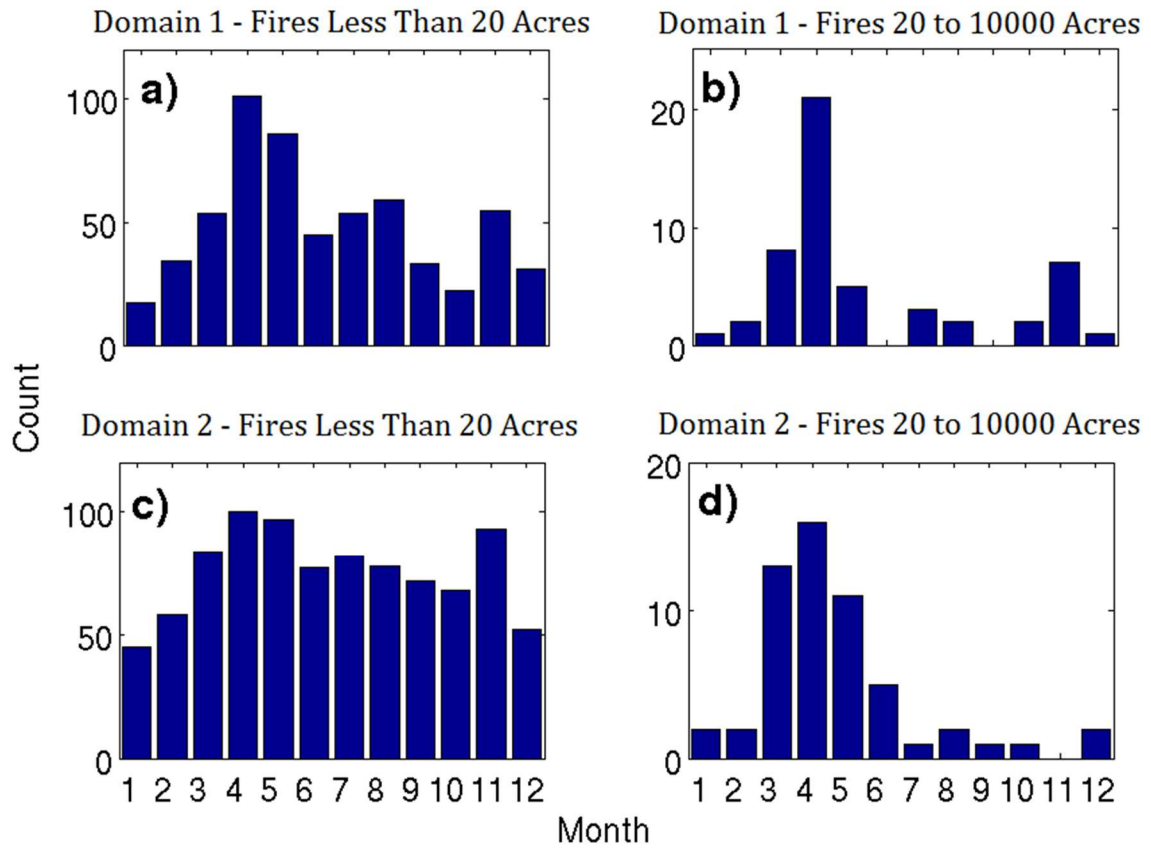 Domain 1 - Fires Less Than 20 Acres
a)
100
50
0
Domain 1 - Fires 20 to 10000 Acres
b)
20
10
0
Count
Domain 2 - Fires Less Than 20 Acres
c)
100
50
0
1 2 3 4 5 6 7 8 9 10 11 12
Domain 2 - Fires 20 to 10000 Acres
d)
20
10
0
1 2 3 4 5 6 7 8 9 10 11 12
Month